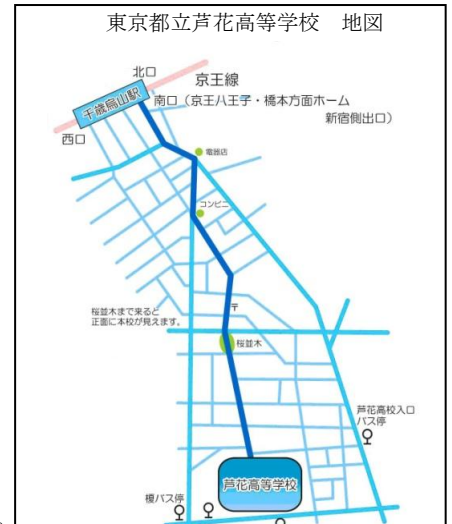 東京都立芦花高等学校　地図
北口
京王線
千歳烏山駅
南口（京王八王子・橋本方面ホーム
新宿側出口）
西口
電器店
コンビニ
〒
桜並木まで来ると
正面に本校が見えます。
桜並木
芦花高校入口
バス停
芦花高等学校
榎バス停